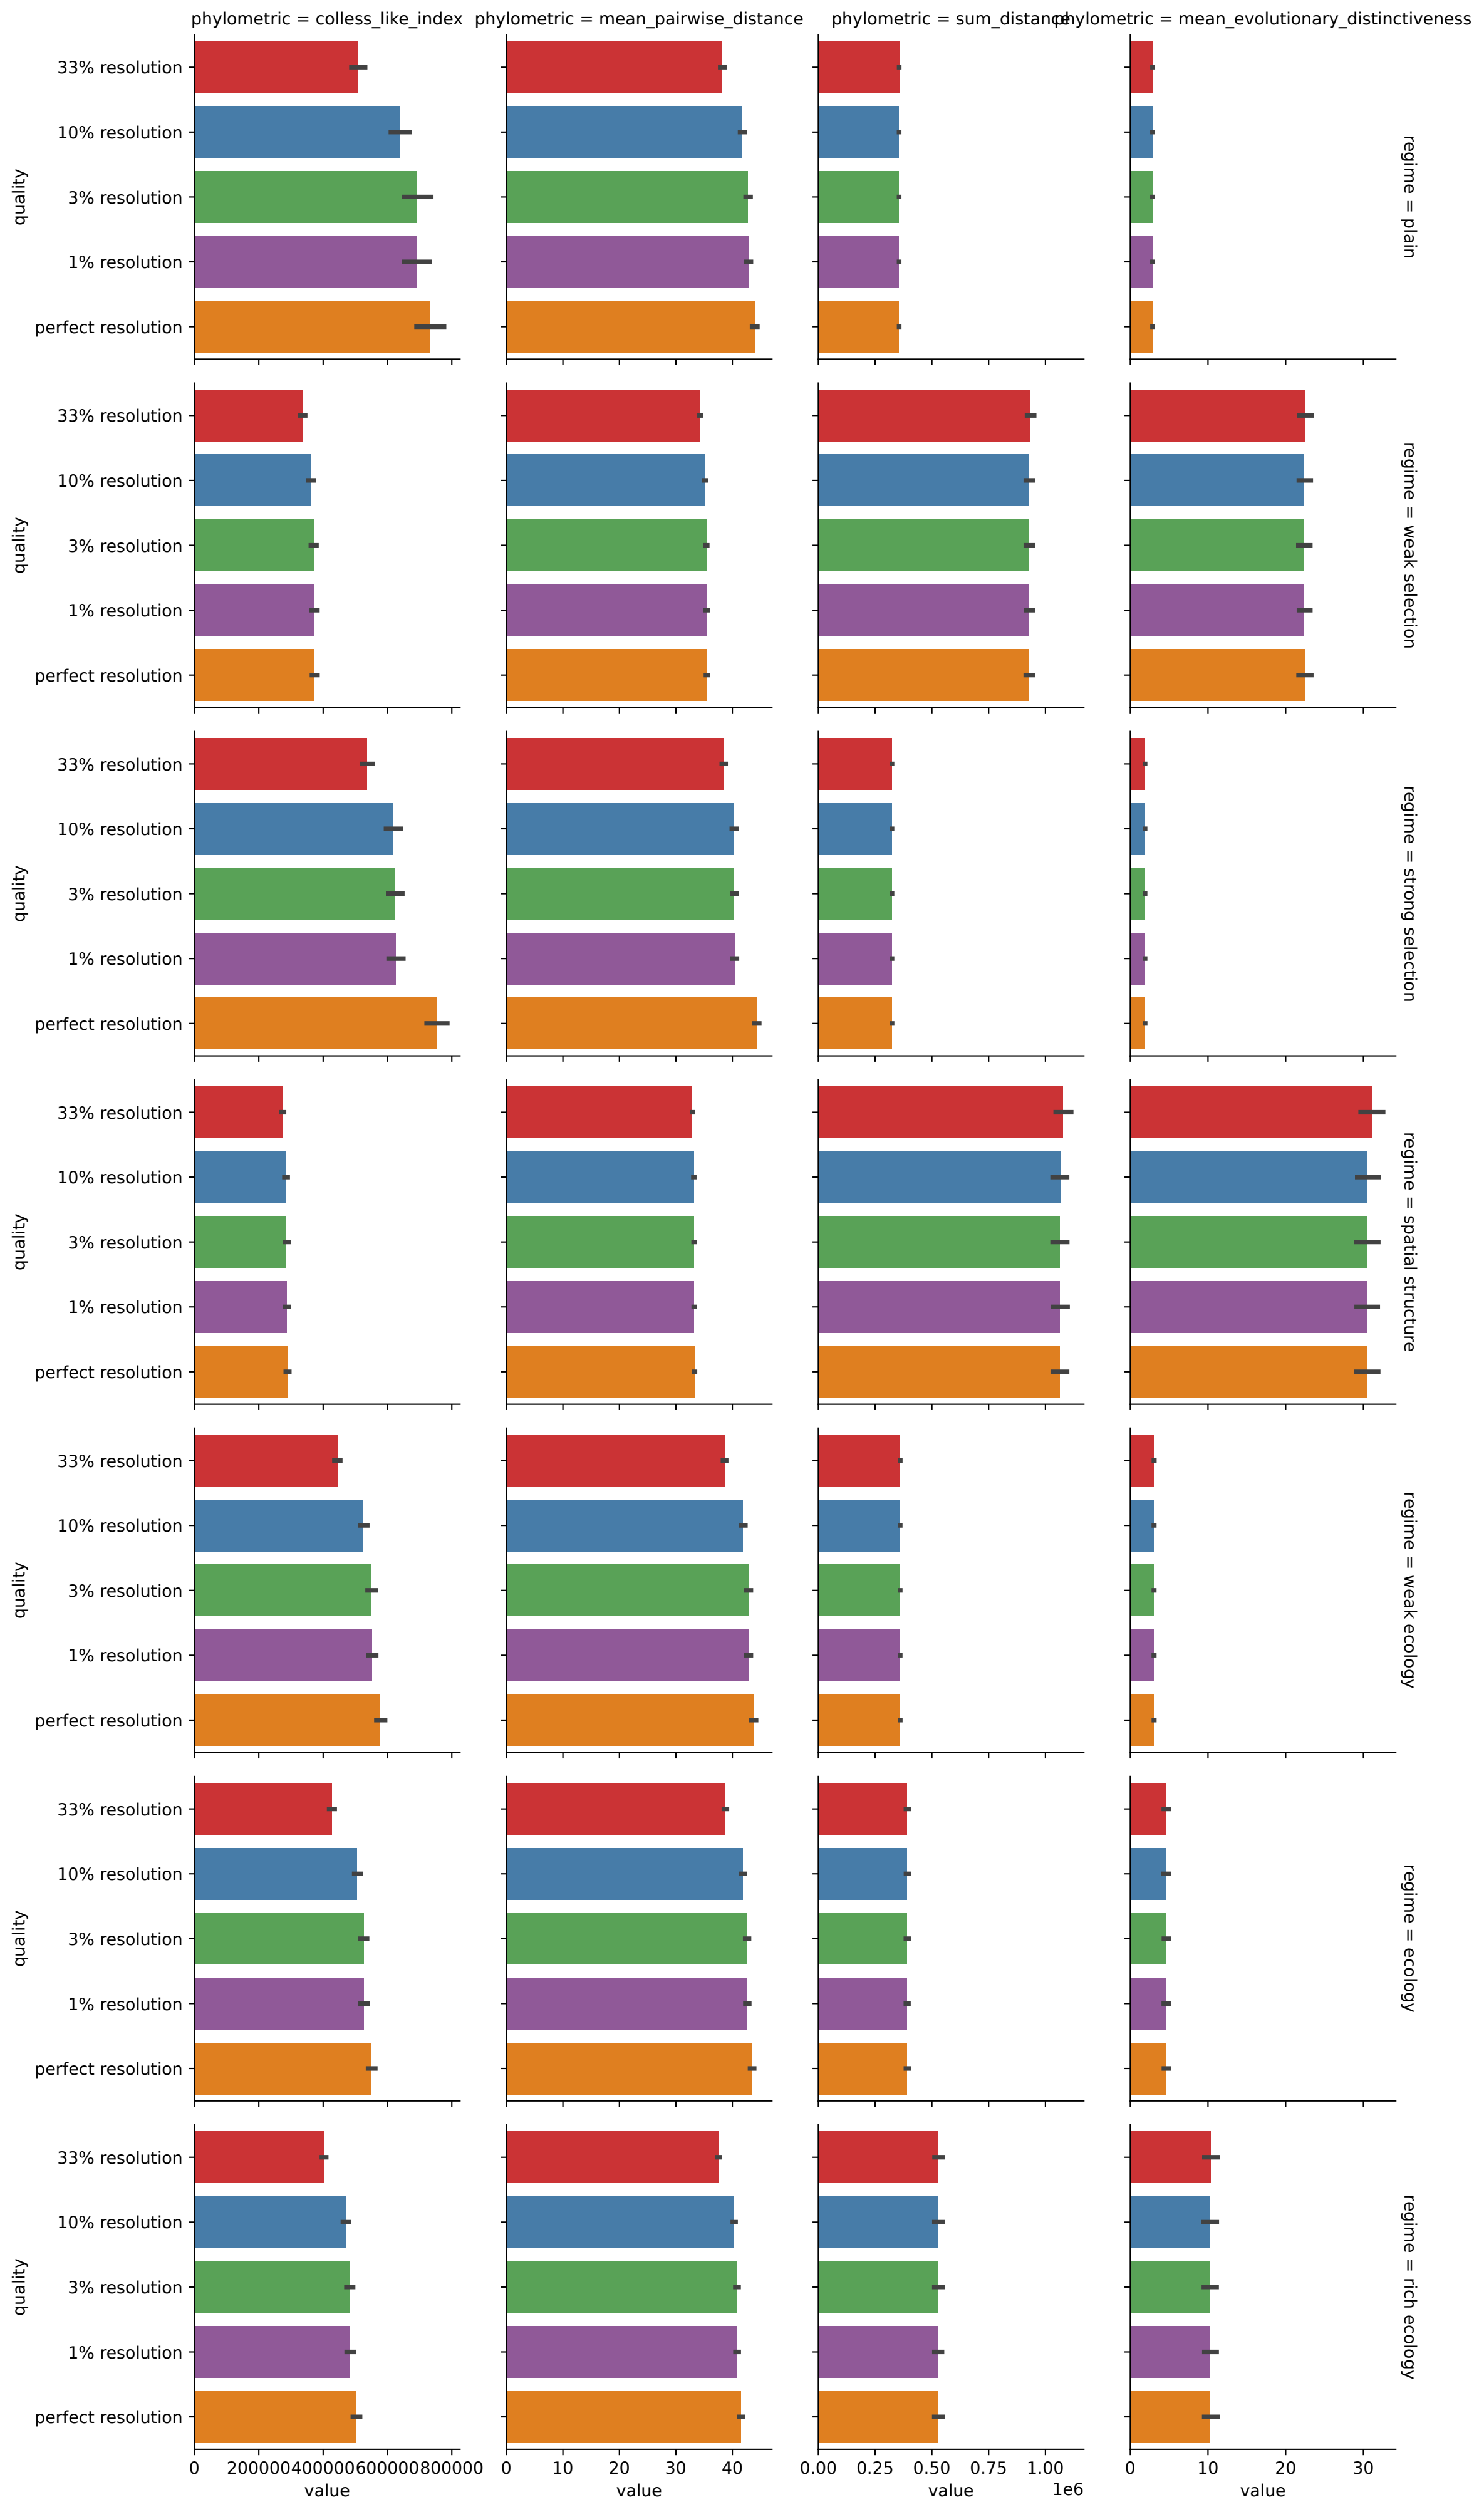 phylometric = colless_like_index phylometric = mean_pairwise_distance phylometric = sum_distance phylometric = mean_evolutionary_distinctiveness
quality
33% resolution
10% resolution
3% resolution
1% resolution
perfect resolution
regime = plain
quality
33% resolution
10% resolution
3% resolution
1% resolution
perfect resolution
regime = weak selection
quality
33% resolution
10% resolution
3% resolution
1% resolution
perfect resolution
regime = strong selection
quality
33% resolution
10% resolution
3% resolution
1% resolution
perfect resolution
regime = spatial structure
quality
33% resolution
10% resolution
3% resolution
1% resolution
perfect resolution
regime = weak ecology
quality
33% resolution
10% resolution
3% resolution
1% resolution
perfect resolution
regime = ecology
quality
33% resolution
10% resolution
3% resolution
1% resolution
perfect resolution
regime = rich ecology
0 200000 400000 600000 800000 0 10 20 30 40 0.00 0.25 0.50 0.75 1.00 0 10 20 30
1e6
value value value value